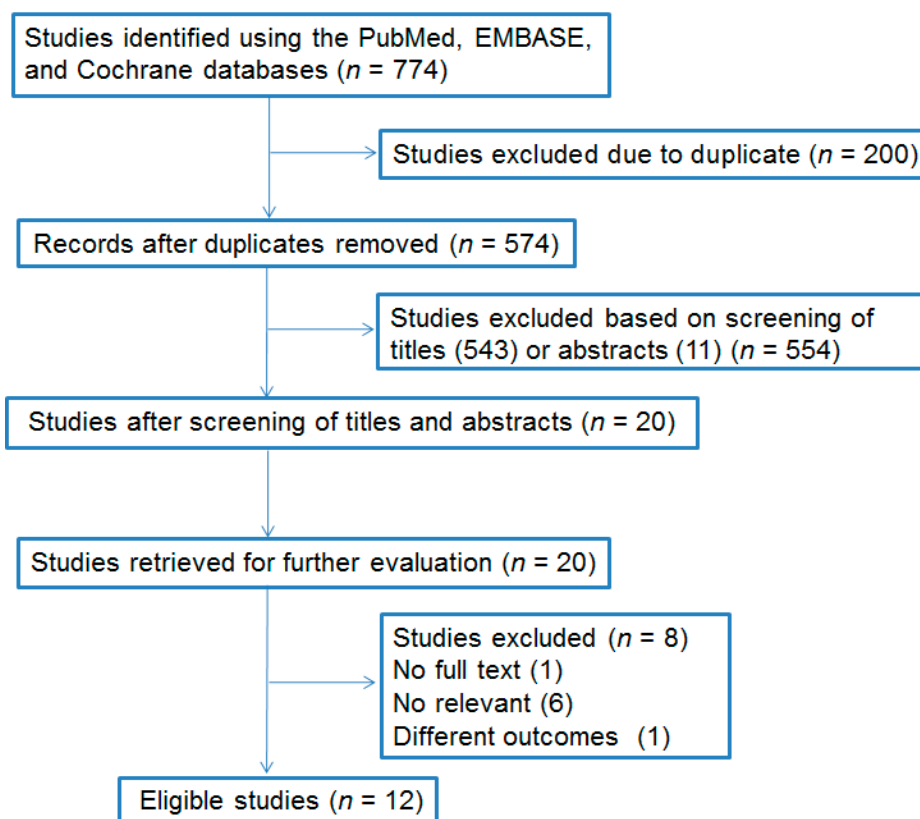 Studies identified using the PubMed, EMBASE,
and Cochrane databases (n = 774)
Studies excluded due to duplicate (n = 200)
Records after duplicates removed (n = 574)
Studies excluded based on screening of
titles (543) or abstracts (11) (n = 554)
Studies after screening of titles and abstracts (n = 20)
Studies retrieved for further evaluation (n = 20)
Studies excluded (n = 8)
No full text (1)
No relevant (6)
Different outcomes (1)
Eligible studies (n = 12)